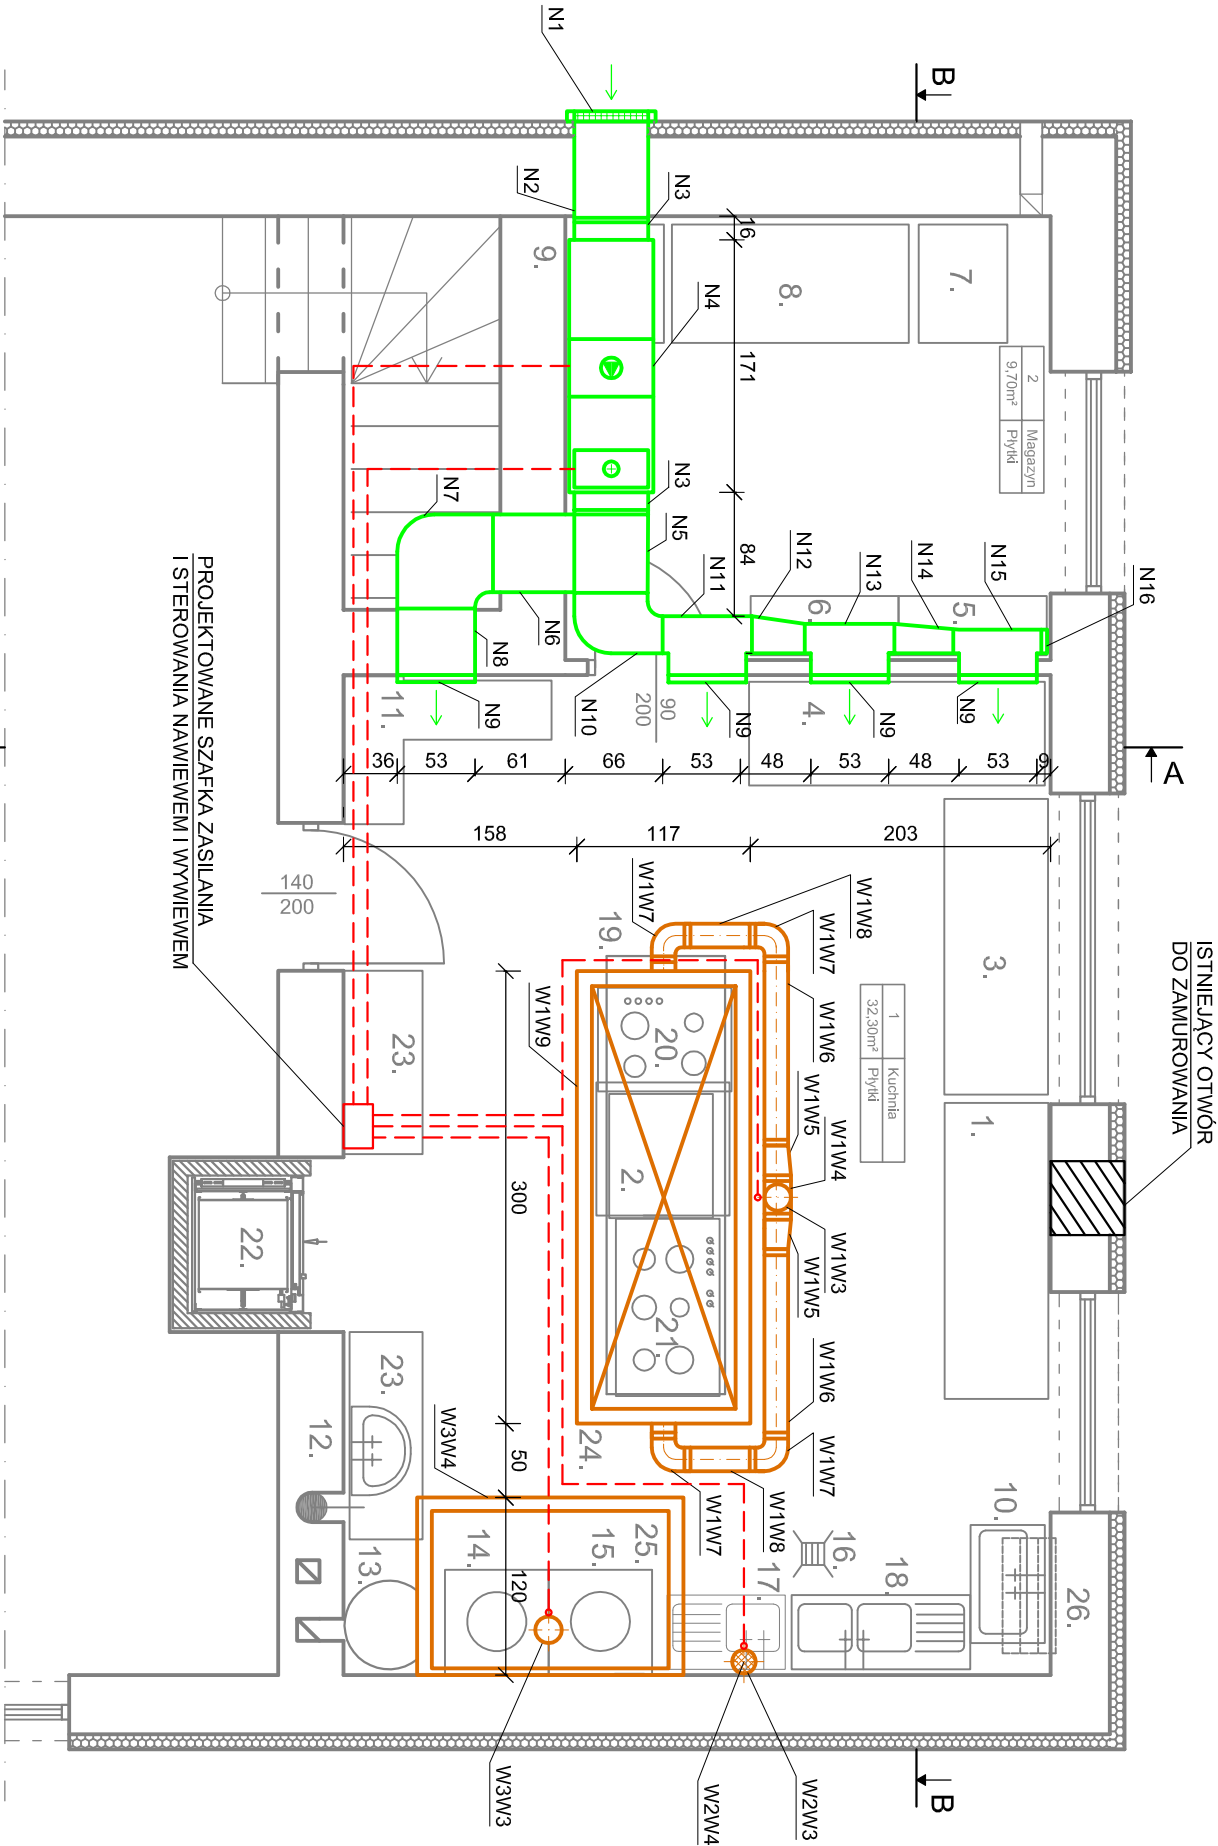 N1
B
N2
N3
16
9.
8.
7.
N4
171
2 Magazyn
9,70m² Płytki
N3
N7
N5
84
N11
N12
N13
N14
N15
N16
6.
5.
N6
N8
N9
N10
90
200
N9
N9
N9
11.
4.
36
53
61
66
53
48
53
48
53
9
A
158
117
203
140
200
PROJEKTOWANE SZAFKA ZASILANIA
I STEROWANIA NAWIEWEM I WYWIEWEM
ISTNIEJĄCY OTWÓR
DO ZAMUROWANIA
W1W7
W1W8
W1W7
W1W6
W1W5
W1W4
W1W3
W1W5
W1W6
W1W7
W1W8
W1W7
W1W9
19.
20.
2.
21.
3.
1.
1 Kuchnia
32,30m² Płytki
23.
22.
300
23.
12.
13.
24.
50
W3W4
120
14.
15.
25.
16.
17.
18.
10.
26.
W3W3
W2W4
W2W3
B